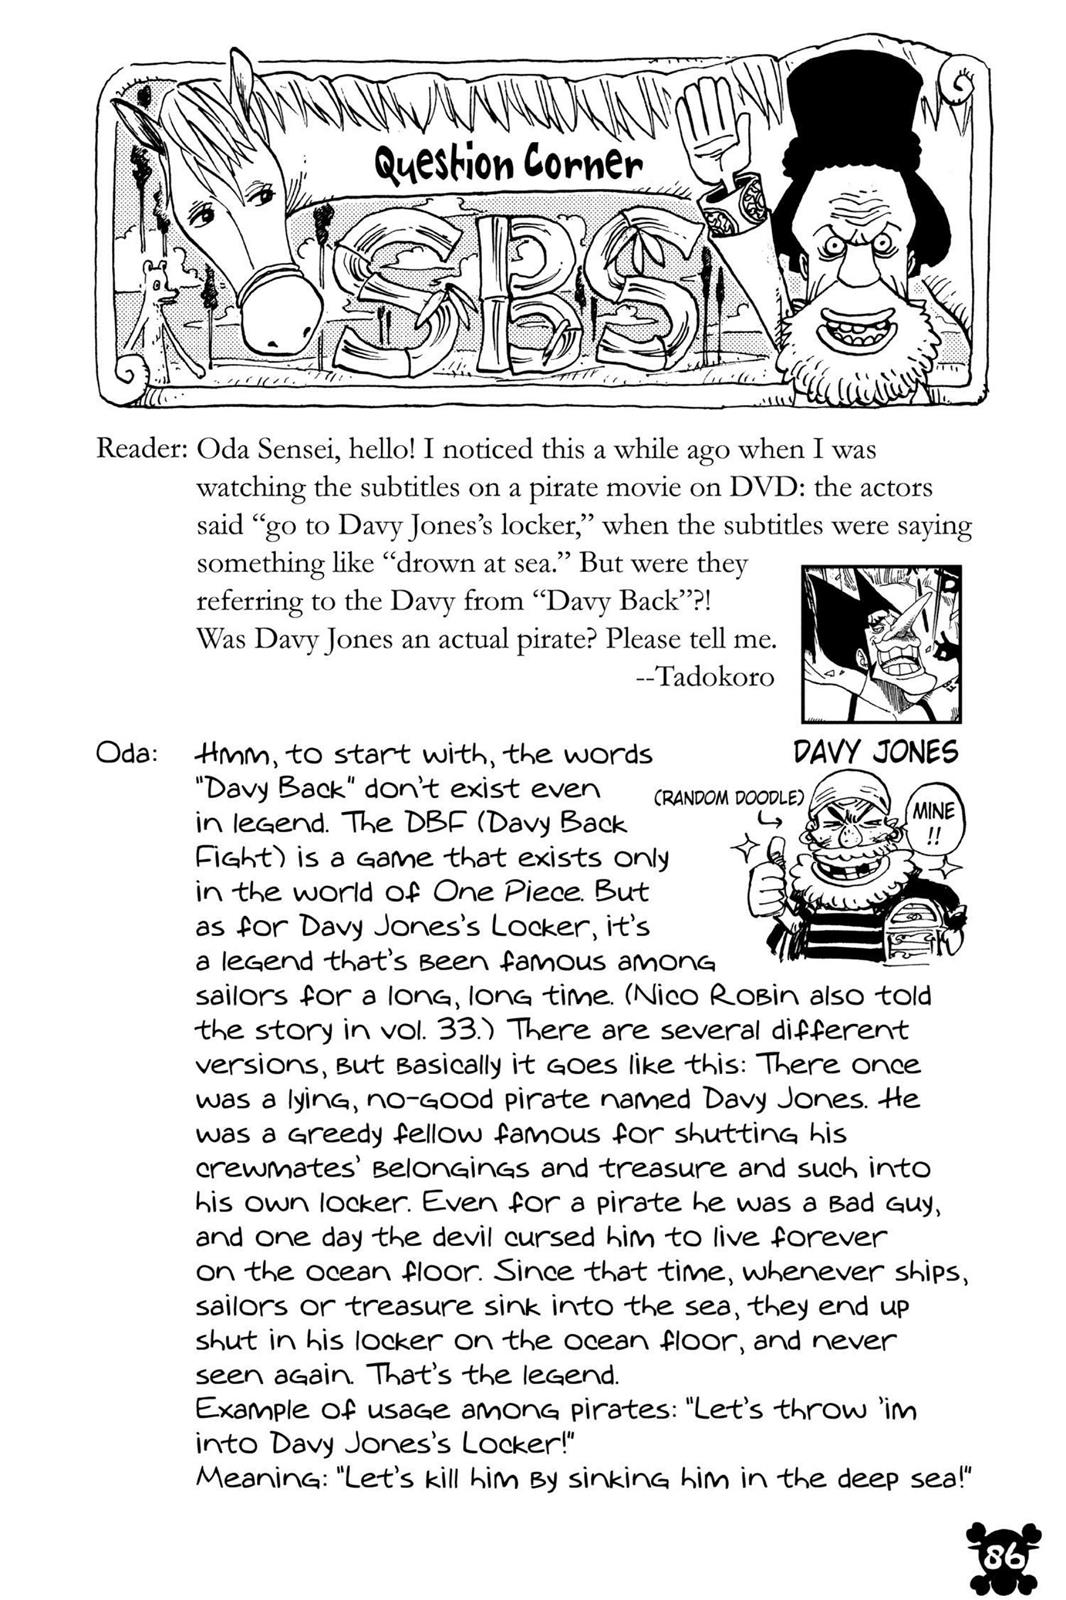 Question Corner
SBS
Reader: Oda Sensei, hello! I noticed this a while ago when I was
watching the subtitles on a pirate movie on DVD: the actors
said “go to Davy Jones’s locker,” when the subtitles were saying
something like “drown at sea.” But were they
referring to the Davy from “Davy Back”?!
Was Davy Jones an actual pirate? Please tell me.
--Tadokoro
Oda: Hmm, to start with, the words
"Davy Back" don't exist even
in legend. The DBF (Davy Back
Fight) is a game that exists only
in the world of One Piece. But
as for Davy Jones's Locker, it's
a legend that's been famous among
sailors for a long, long time. (Nico Robin also told
the story in vol. 33.) There are several different
versions, but basically it goes like this: There once
was a lying, no-good pirate named Davy Jones. He
was a greedy fellow famous for shutting his
crewmates' belongings and treasure and such into
his own locker. Even for a pirate he was a bad guy,
and one day the devil cursed him to live forever
on the ocean floor. Since that time, whenever ships,
sailors or treasure sink into the sea, they end up
shut in his locker on the ocean floor, and never
seen again. That's the legend.
Example of usage among pirates: "Let's throw 'im
into Davy Jones's Locker!"
Meaning: "Let's kill him by sinking him in the deep sea!"
DAVY JONES
(RANDOM DOODLE)
MINE
!!
86